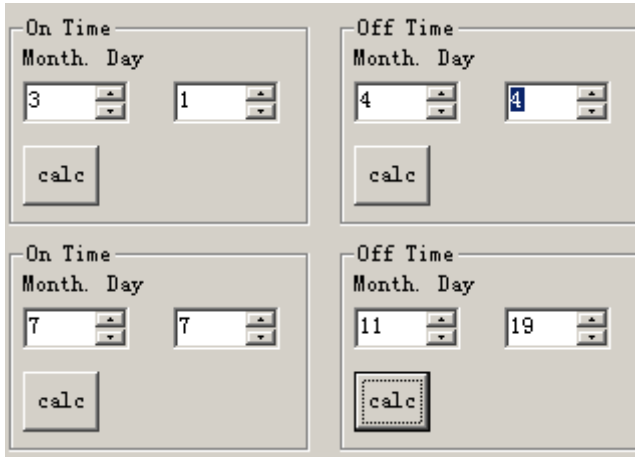 On Time
Month. Day
3 1
calc
Off Time
Month. Day
4 4
calc
On Time
Month. Day
7 7
calc
Off Time
Month. Day
11 19
calc